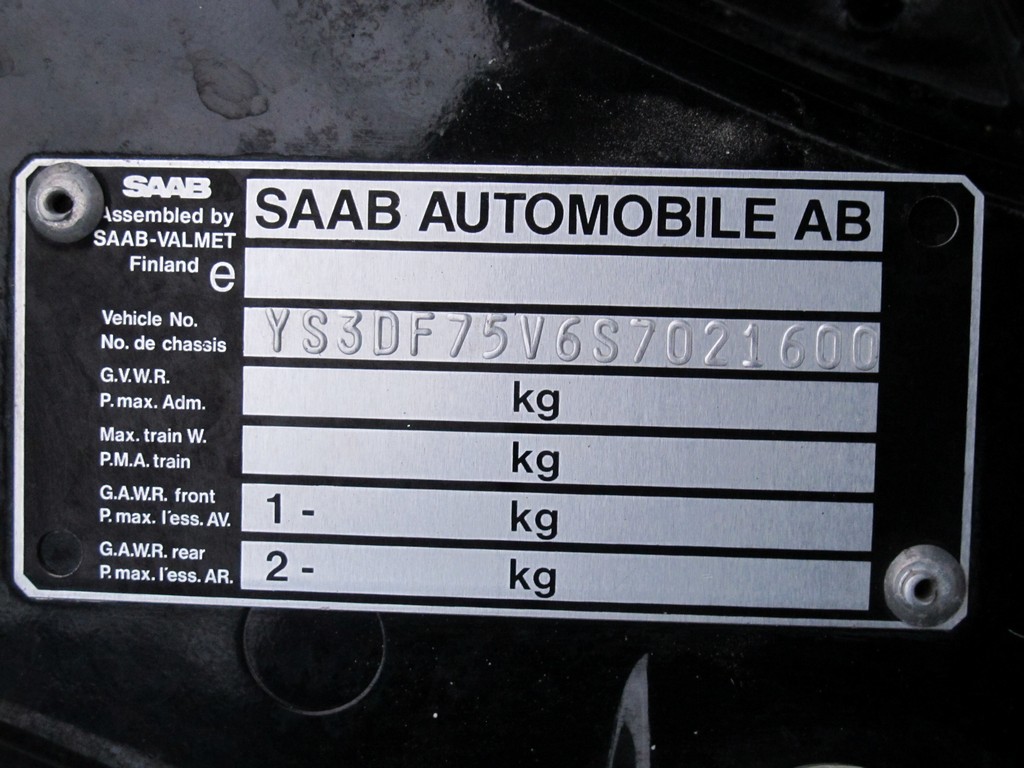 SAAB
Assembled by
SAAB-VALMET
Finland e
SAAB AUTOMOBILE AB
Vehicle No.
No. de chassis
YS3DF75V6S7021600
G.V.W.R.
P. max. Adm.
kg
Max. train W.
P.M.A. train
kg
G.A.W.R. front
P. max. l'ess. AV.
1 - kg
G.A.W.R. rear
P. max. l'ess. AR.
2 - kg